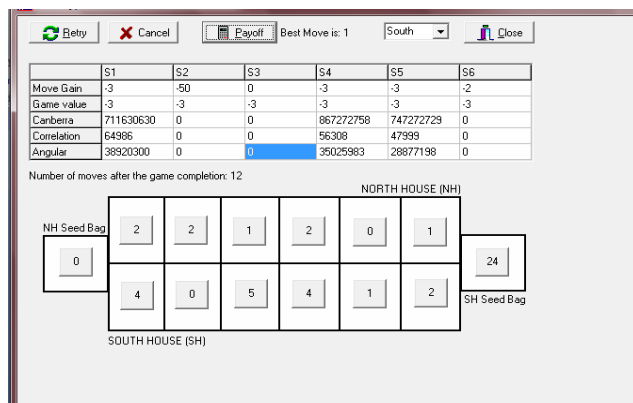 Retry Cancel Payoff Best Move is: 1 South Close
S1 S2 S3 S4 S5 S6
Move Gain -3 -50 0 -3 -3 -2
Game value -3 -3 -3 -3 -3 -3
Canberra 711630630 0 0 867272758 747272729 0
Correlation 64986 0 0 56308 47999 0
Angular 38920300 0 0 35025983 28877198 0
Number of moves after the game completion: 12
NORTH HOUSE (NH)
NH Seed Bag
2 2 1 2 0 1
0 24
4 0 5 4 1 2
SH Seed Bag
SOUTH HOUSE (SH)